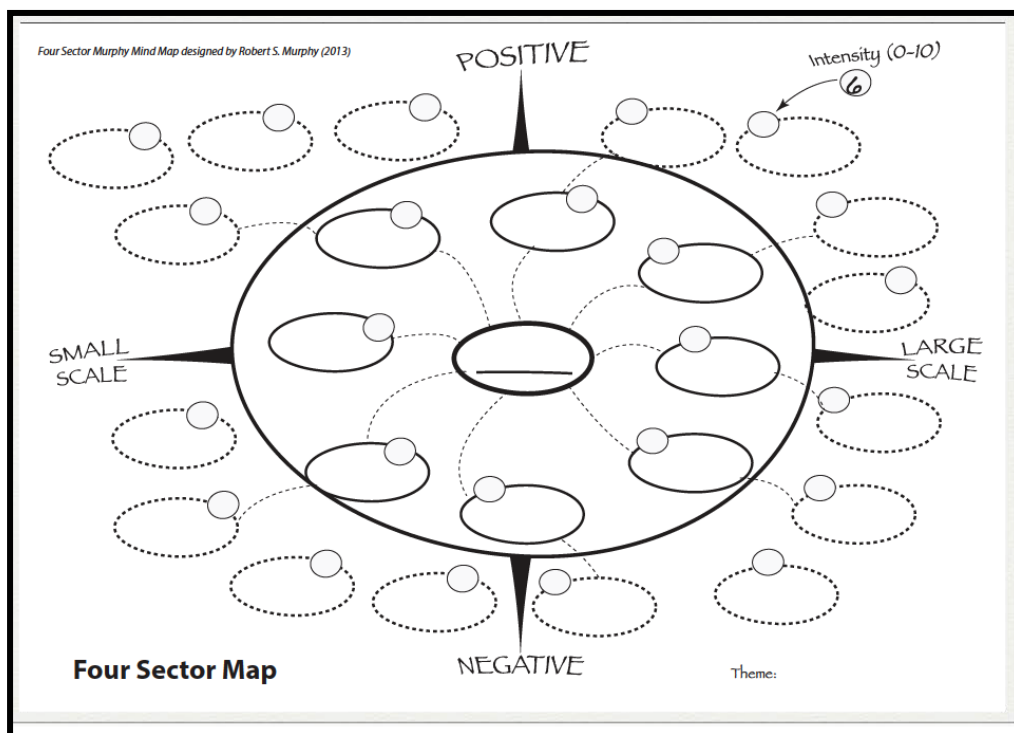 Four Sector Murphy Mind Map designed by Robert S. Murphy (2013)
POSITIVE
Intensity (0-10)
6
SMALL
SCALE
LARGE
SCALE
NEGATIVE
Four Sector Map
Theme: